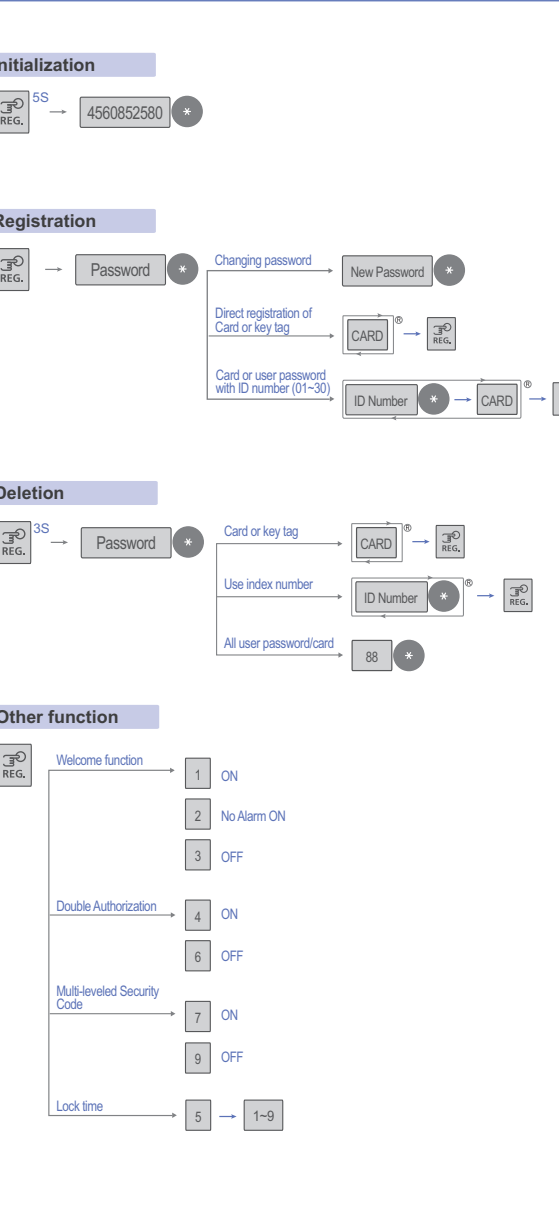 nitialization
REG.
5S
4560852580 *
Registration
REG.
Password *
Changing password
New Password *
Direct registration of
Card or key tag
CARD ® REG.
Card or user password
with ID number (01~30)
ID Number * CARD ®
Deletion
REG.
3S
Password *
Card or key tag
CARD ® REG.
Use index number
ID Number * ® REG.
All user password/card
88 *
Other function
REG.
Welcome function
1 ON
2 No Alarm ON
3 OFF
Double Authorization
4 ON
6 OFF
Multi-leveled Security
Code
7 ON
9 OFF
Lock time
5 1~9